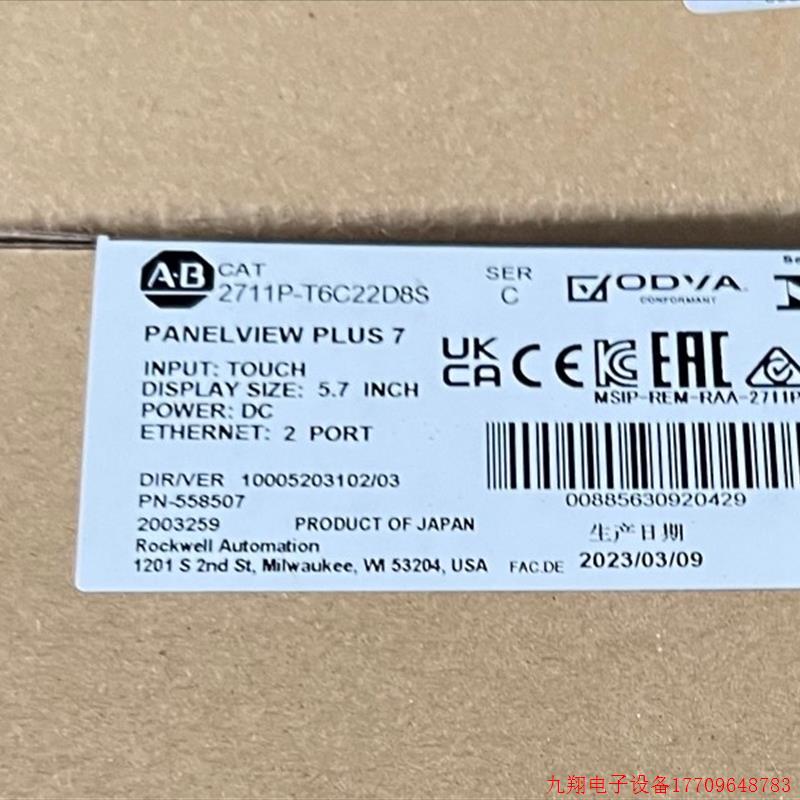 A·B
CAT
2711P-T6C22D8S
SER
C
ODVA
CONFORMANT
PANELVIEW PLUS 7
INPUT: TOUCH
DISPLAY SIZE: 5.7 INCH
POWER: DC
ETHERNET: 2 PORT
UK
CA
CE
EAC
MSIP-REM-RAA-2711P
00885630920429
DIR/VER 10005203102/03
PN-558507
2003259
PRODUCT OF JAPAN
Rockwell Automation
1201 S 2nd St, Milwaukee, WI 53204, USA
生产日期
FAC.DE 2023/03/09
九翔电子设备17709648783